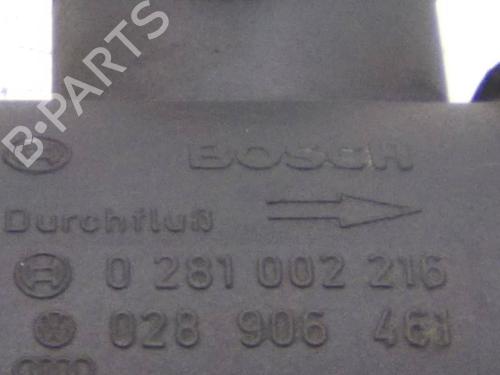 B-PARTS
BOSCH
Durchfluß
0 281 002 216
028 906 461